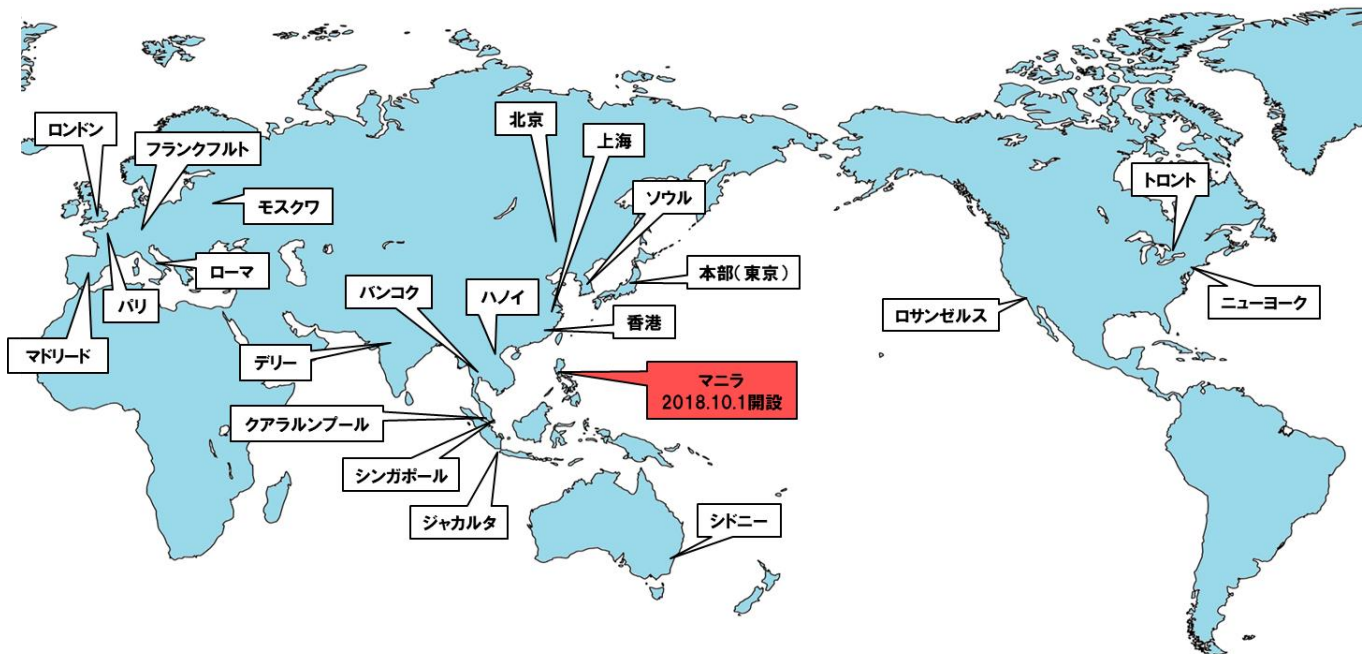 ロンドン
フランクフルト
モスクワ
ローマ
パリ
マドリード
北京
上海
ソウル
本部(東京)
バンコク
ハノイ
香港
デリー
マニラ
2018.10.1開設
クアラルンプール
シンガポール
ジャカルタ
シドニー
トロント
ニューヨーク
ロサンゼルス